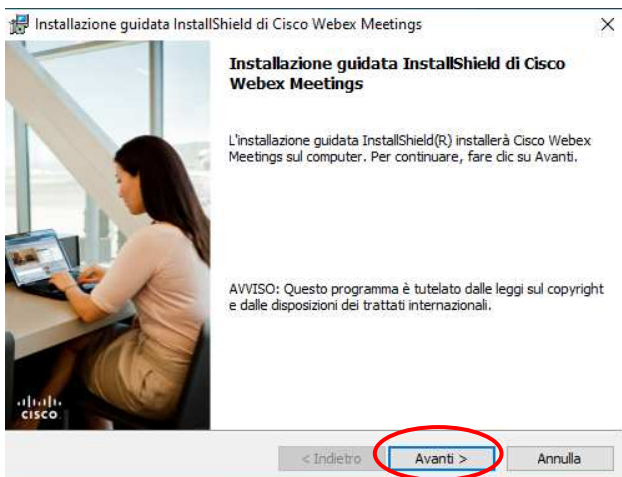 Installazione guidata InstallShield di Cisco Webex Meetings
Installazione guidata InstallShield di Cisco
Webex Meetings
L'installazione guidata InstallShield(R) installerà Cisco Webex
Meetings sul computer. Per continuare, fare clic su Avanti.
AVVISO: Questo programma è tutelato dalle leggi sul copyright
e dalle disposizioni dei trattati internazionali.
CISCO
< Indietro
Avanti >
Annulla